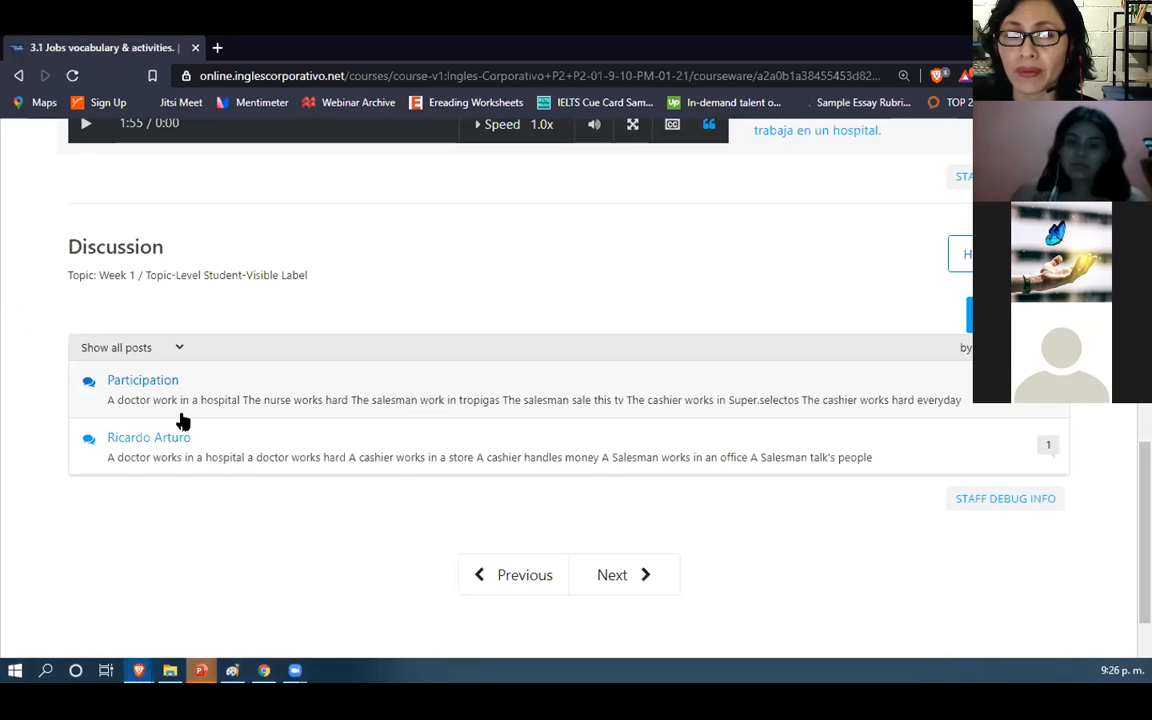 3.1 Jobs vocabulary & activities. |
online.inglescorporativo.net/courses/course-v1:Ingles-Corporativo+P2+P2-01-9-10-PM-01-21/courseware/a2a0b1a38455453d82...
Maps Sign Up Jitsi Meet Mentimeter Webinar Archive Ereading Worksheets IELTS Cue Card Sam... In-demand talent o... Sample Essay Rubri... TOP 2
1:55 / 0:00 Speed 1.0x CC
trabaja en un hospital.
STA
Discussion
H
Topic: Week 1 / Topic-Level Student-Visible Label
Show all posts by
Participation
A doctor work in a hospital The nurse works hard The salesman work in tropigas The salesman sale this tv The cashier works in Super.selectos The cashier works hard everyday
Ricardo Arturo
1
A doctor works in a hospital a doctor works hard A cashier works in a store A cashier handles money A Salesman works in an office A Salesman talk's people
STAFF DEBUG INFO
Previous Next
9:26 p. m.